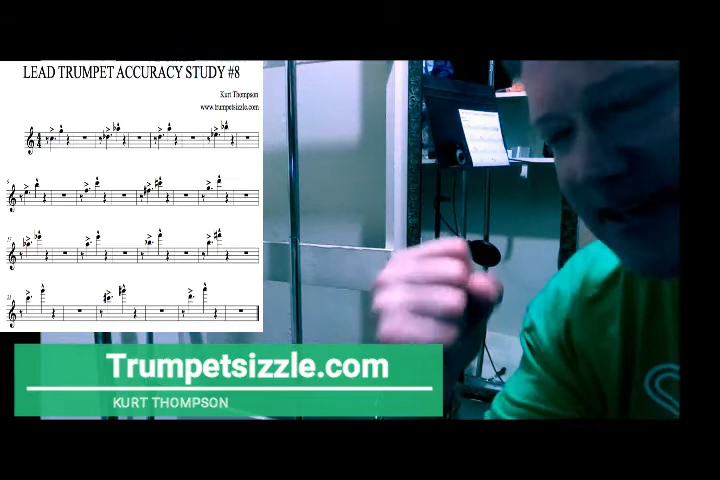 LEAD TRUMPET ACCURACY STUDY #8
Kurt Thompson
www.trumpetsizzle.com
Trumpetsizzle.com
KURT THOMPSON